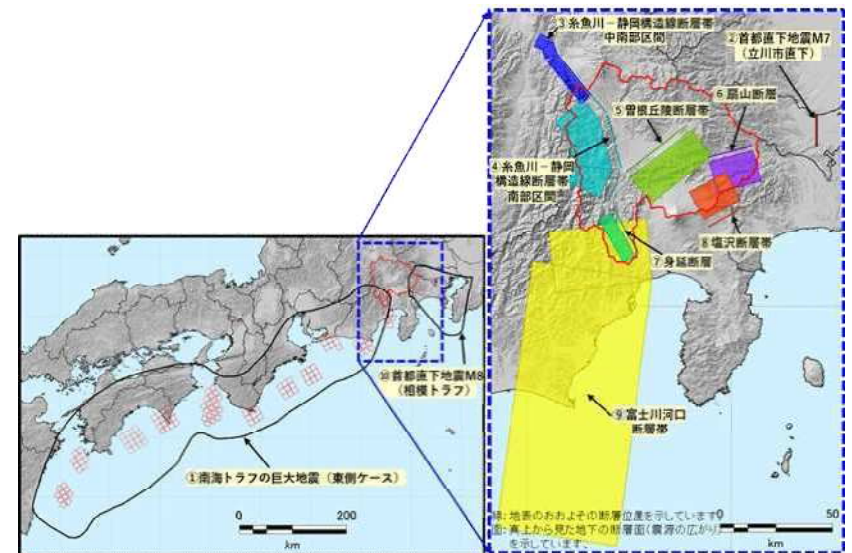 ③糸魚川－静岡構造線断層帯
中南部区間
②首都直下地震M7
(立川市直下)
⑥扇山断層
⑤曽根丘陵断層帯
④糸魚川－静岡
構造線断層帯
南部区間
⑧塩沢断層帯
⑦身延断層
⑩首都直下地震M8
(相模トラフ)
⑨富士川河口
断層帯
①南海トラフの巨大地震（東側ケース）
線：地表のおおよその断層位置を示しています
面：真上から見た地下の断層面（震源の広がり）
を示しています
0 200
km
0 50
km